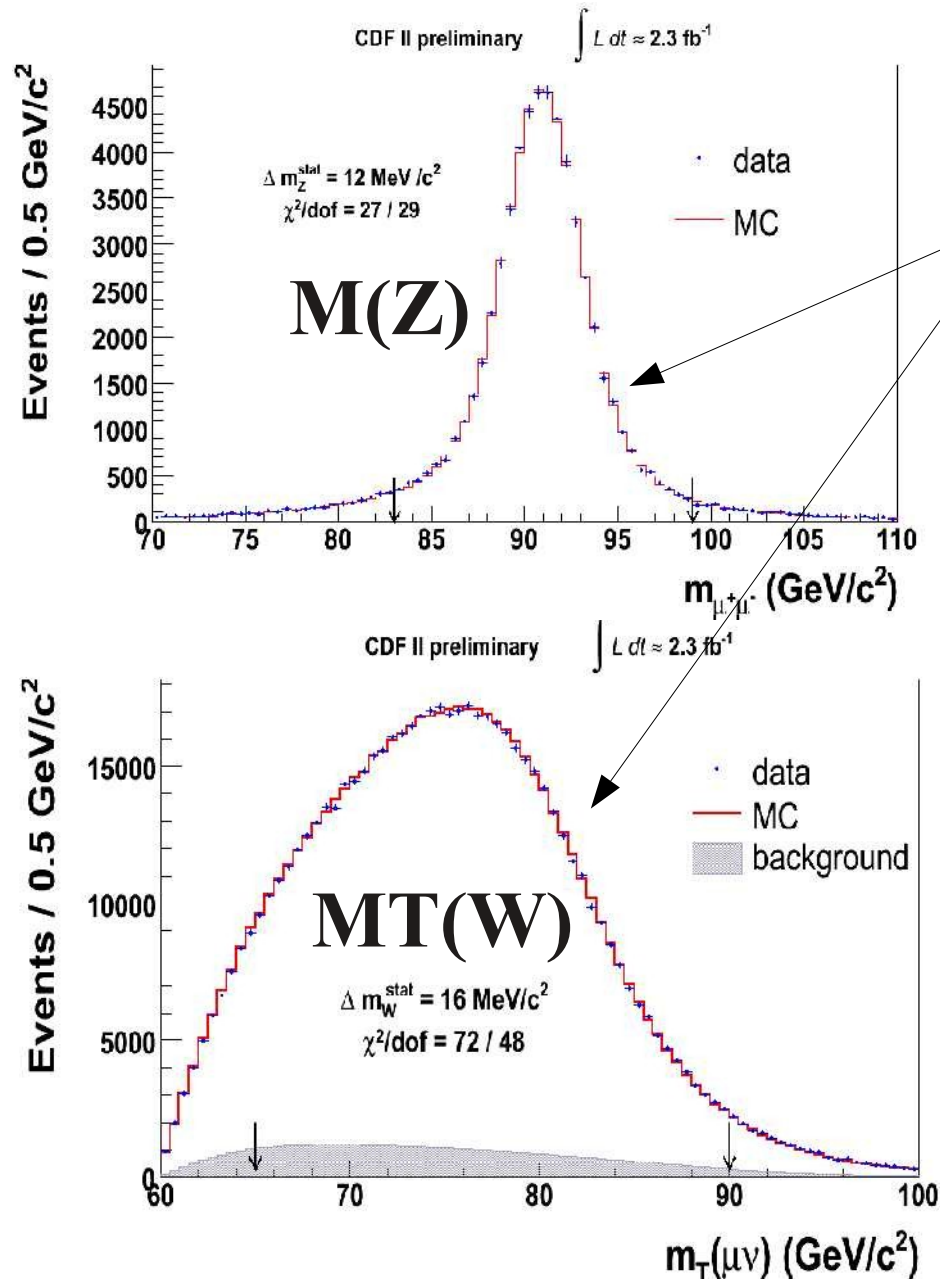 CDF II preliminary ∫ L dt ≈ 2.3 fb⁻¹
Events / 0.5 GeV/c²
4500
4000
3500
3000
2500
2000
1500
1000
500
0
Δ m_Z^stat = 12 MeV/c²
χ²/dof = 27 / 29
M(Z)
data
MC
70 75 80 85 90 95 100 105 110
m_μ⁺μ⁻ (GeV/c²)
CDF II preliminary ∫ L dt ≈ 2.3 fb⁻¹
Events / 0.5 GeV/c²
15000
10000
5000
0
data
MC
background
MT(W)
Δ m_W^stat = 16 MeV/c²
χ²/dof = 72 / 48
60 70 80 90 100
m_T(μν) (GeV/c²)